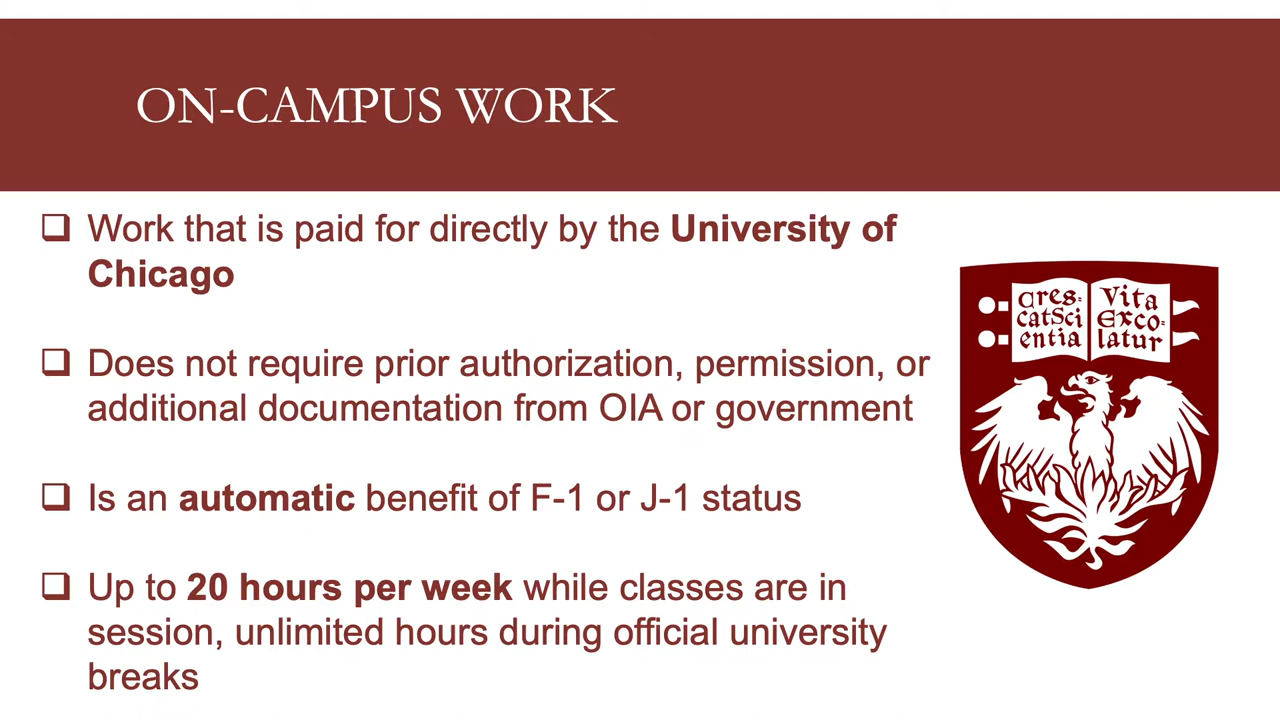 ON-CAMPUS WORK
Work that is paid for directly by the University of
Chicago
Does not require prior authorization, permission, or
additional documentation from OIA or government
Is an automatic benefit of F-1 or J-1 status
Up to 20 hours per week while classes are in
session, unlimited hours during official university
breaks
Cres-
catSci
entia
Vita
Exco-
latur